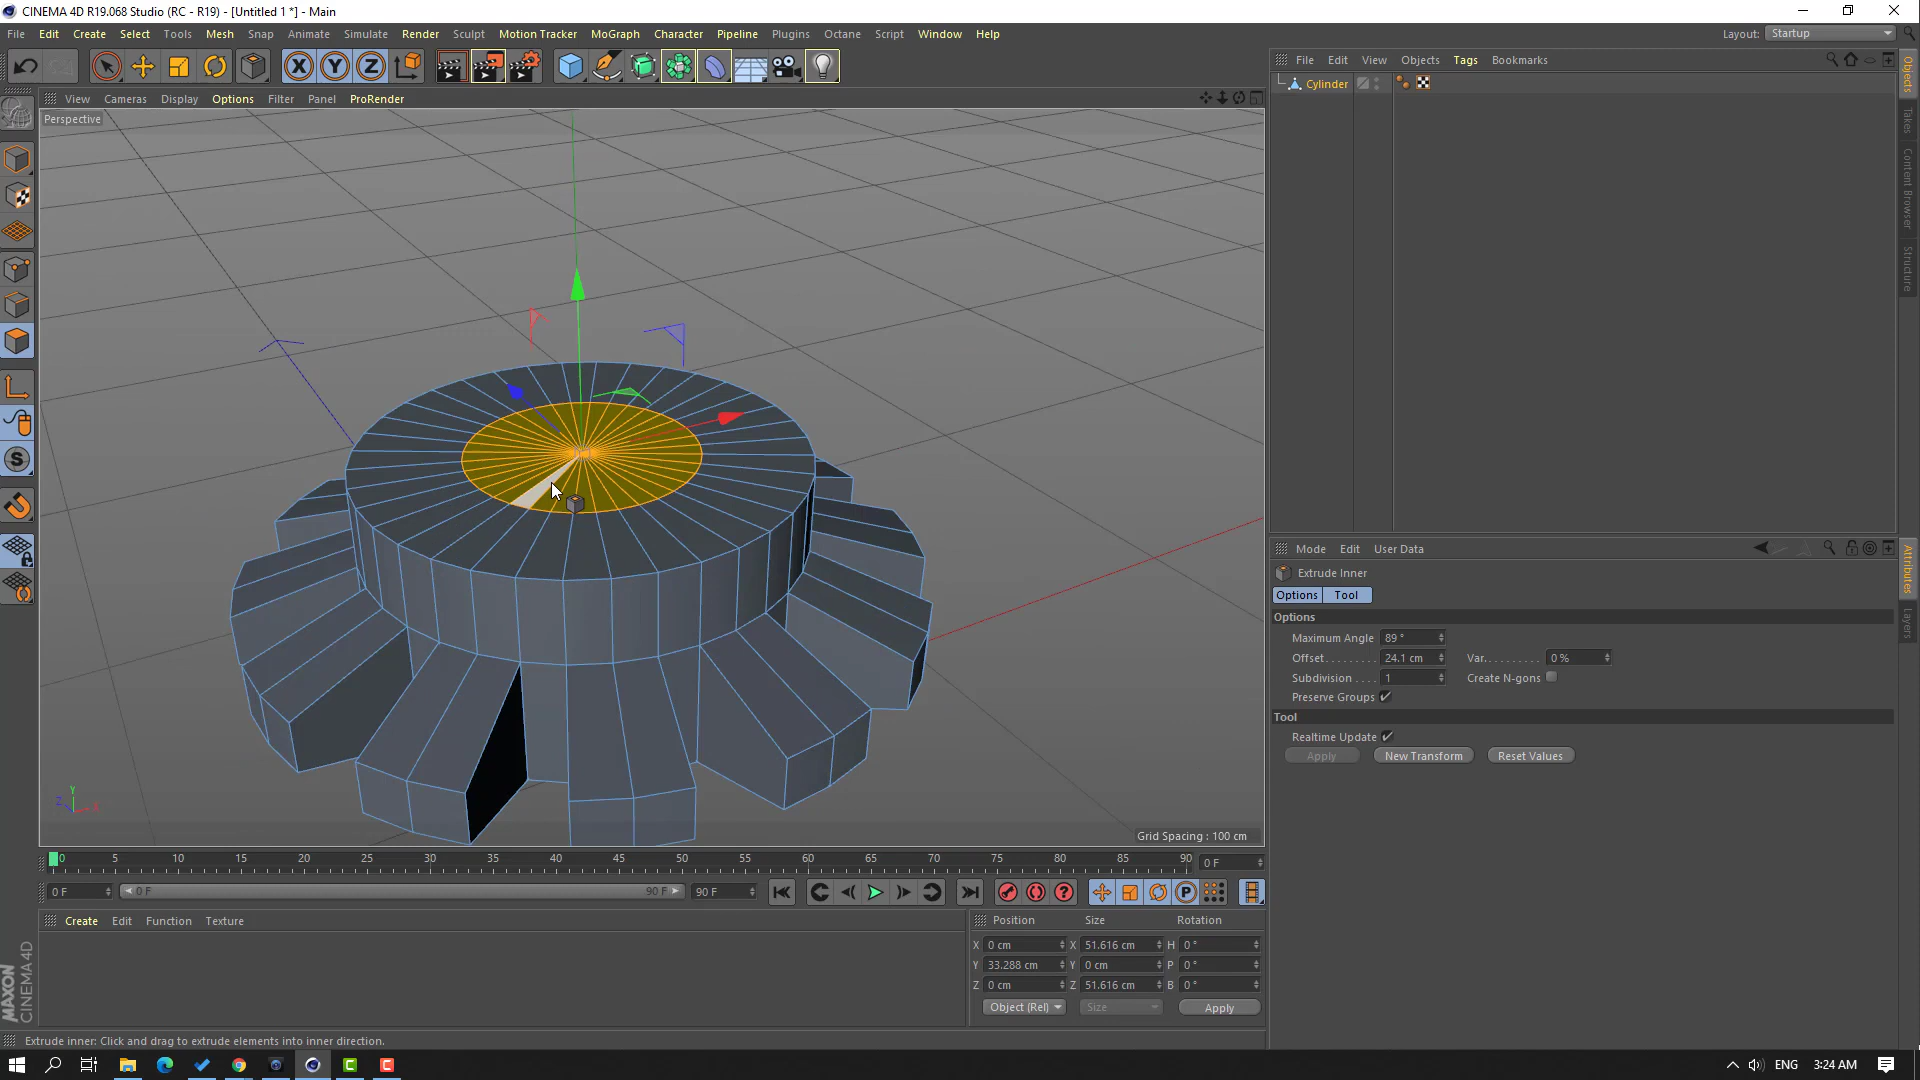 CINEMA 4D R19.068 Studio (RC - R19) - [Untitled 1 *] - Main
File Edit Create Select Tools Mesh Snap Animate Simulate Render Sculpt Motion Tracker MoGraph Character Pipeline Plugins Octane Script Window Help
Layout: Startup
X Y Z
View Cameras Display Options Filter Panel ProRender
Perspective
File Edit View Objects Tags Bookmarks
Cylinder
Objects
Takes
Content Browser
Structure
Mode Edit User Data
Extrude Inner
Options Tool
Options
Maximum Angle 89 °
Offset 24.1 cm Var. 0 %
Subdivision 1 Create N-gons
Preserve Groups
Tool
Realtime Update
Apply New Transform Reset Values
Attributes
Layers
Y
Z X
Grid Spacing : 100 cm
0 5 10 15 20 25 30 35 40 45 50 55 60 65 70 75 80 85 90 0 F
0 F 0 F 90 F 90 F
Create Edit Function Texture
Position Size Rotation
X 0 cm X 51.616 cm H 0 °
Y 33.288 cm Y 0 cm P 0 °
Z 0 cm Z 51.616 cm B 0 °
Object (Rel) Size Apply
MAXON
CINEMA 4D
Extrude inner: Click and drag to extrude elements into inner direction.
ENG 3:24 AM